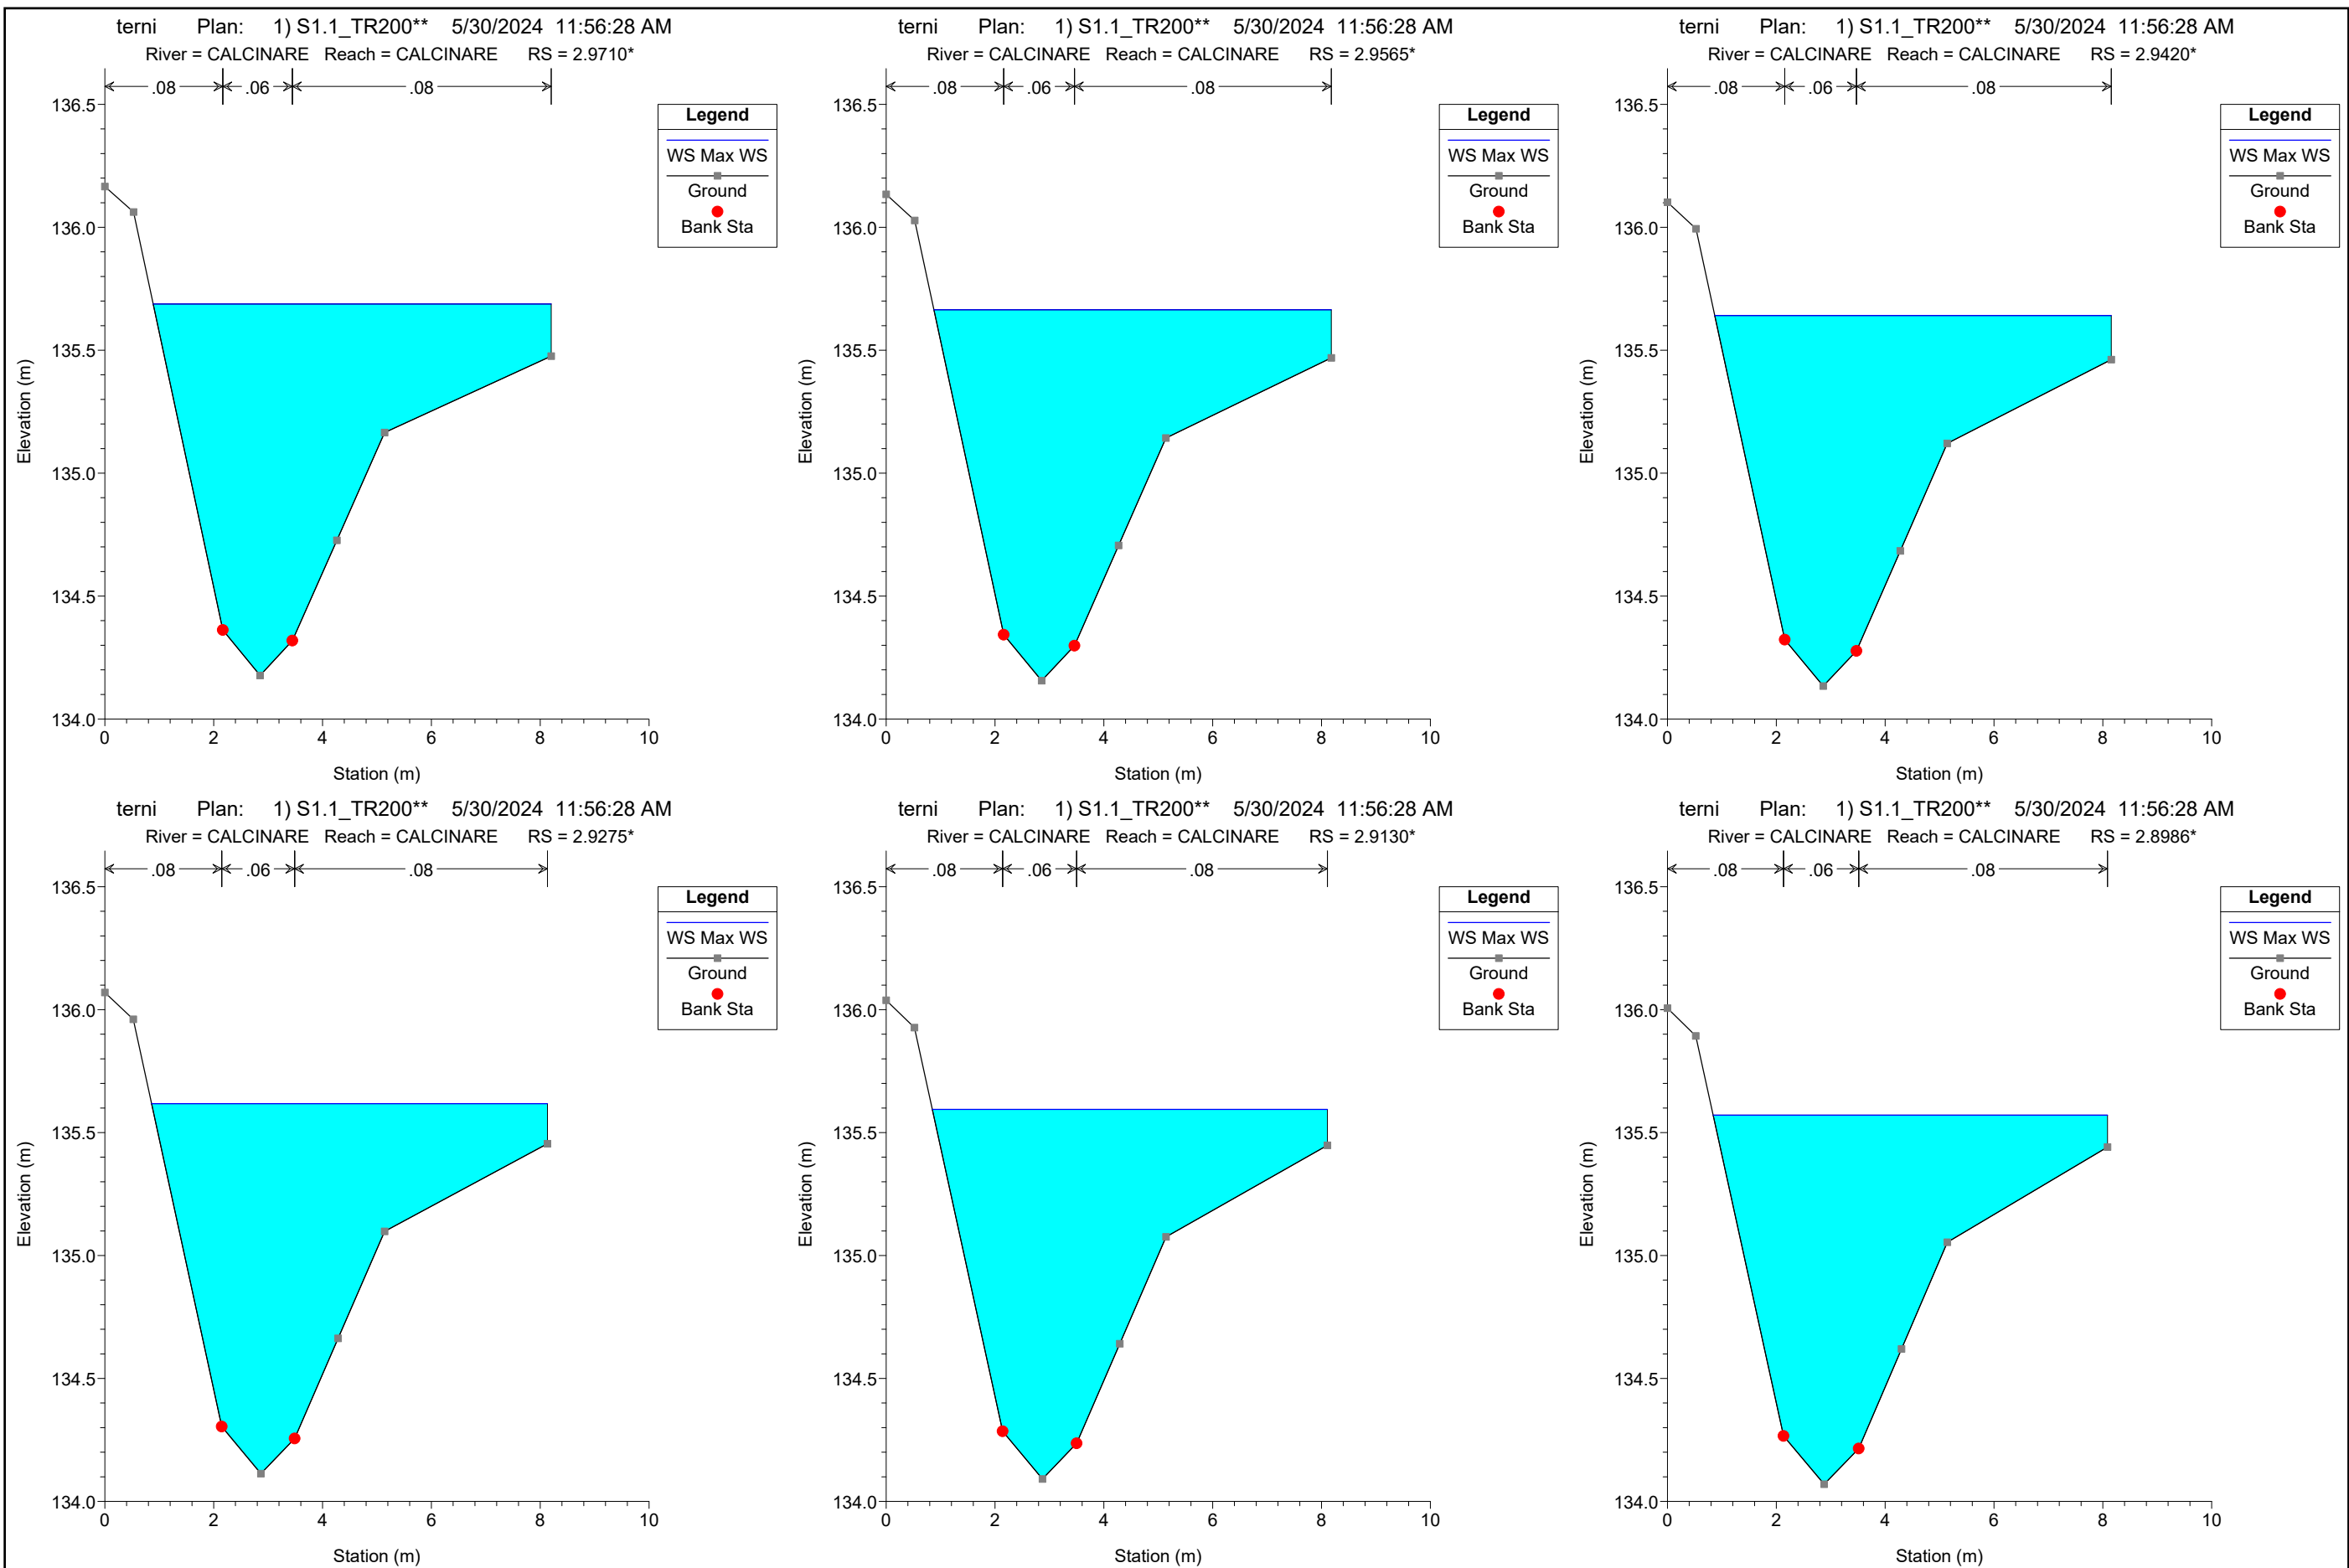 terni Plan: 1) S1.1_TR200** 5/30/2024 11:56:28 AM
River = CALCINARE Reach = CALCINARE RS = 2.9710*
.08 .06 .08
136.5
136.0
135.5
135.0
134.5
134.0
0 2 4 6 8 10
Station (m)
Elevation (m)
Legend
WS Max WS
Ground
Bank Sta
terni Plan: 1) S1.1_TR200** 5/30/2024 11:56:28 AM
River = CALCINARE Reach = CALCINARE RS = 2.9565*
.08 .06 .08
136.5
136.0
135.5
135.0
134.5
134.0
0 2 4 6 8 10
Station (m)
Elevation (m)
Legend
WS Max WS
Ground
Bank Sta
terni Plan: 1) S1.1_TR200** 5/30/2024 11:56:28 AM
River = CALCINARE Reach = CALCINARE RS = 2.9420*
.08 .06 .08
136.5
136.0
135.5
135.0
134.5
134.0
0 2 4 6 8 10
Station (m)
Elevation (m)
Legend
WS Max WS
Ground
Bank Sta
terni Plan: 1) S1.1_TR200** 5/30/2024 11:56:28 AM
River = CALCINARE Reach = CALCINARE RS = 2.9275*
.08 .06 .08
136.5
136.0
135.5
135.0
134.5
134.0
0 2 4 6 8 10
Station (m)
Elevation (m)
Legend
WS Max WS
Ground
Bank Sta
terni Plan: 1) S1.1_TR200** 5/30/2024 11:56:28 AM
River = CALCINARE Reach = CALCINARE RS = 2.9130*
.08 .06 .08
136.5
136.0
135.5
135.0
134.5
134.0
0 2 4 6 8 10
Station (m)
Elevation (m)
Legend
WS Max WS
Ground
Bank Sta
terni Plan: 1) S1.1_TR200** 5/30/2024 11:56:28 AM
River = CALCINARE Reach = CALCINARE RS = 2.8986*
.08 .06 .08
136.5
136.0
135.5
135.0
134.5
134.0
0 2 4 6 8 10
Station (m)
Elevation (m)
Legend
WS Max WS
Ground
Bank Sta